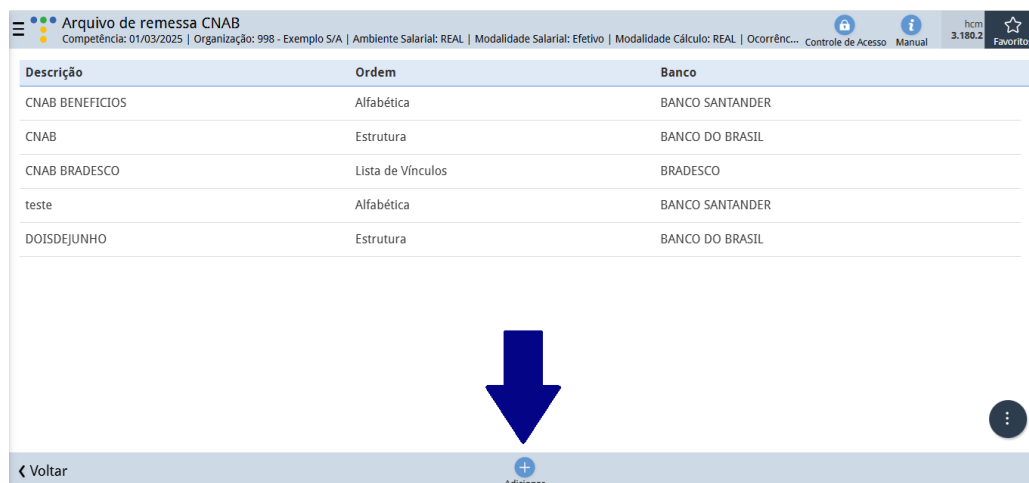 Arquivo de remessa CNAB
Competência: 01/03/2025 | Organização: 998 - Exemplo S/A | Ambiente Salarial: REAL | Modalidade Salarial: Efetivo | Modalidade Cálculo: REAL | Ocorrênc...
Controle de Acesso
Manual
hcm
3.180.2
Favoritos
Descrição Ordem Banco
CNAB BENEFICIOS Alfabética BANCO SANTANDER
CNAB Estrutura BANCO DO BRASIL
CNAB BRADESCO Lista de Vínculos BRADESCO
teste Alfabética BANCO SANTANDER
DOISDEJUNHO Estrutura BANCO DO BRASIL
Voltar
Adicionar